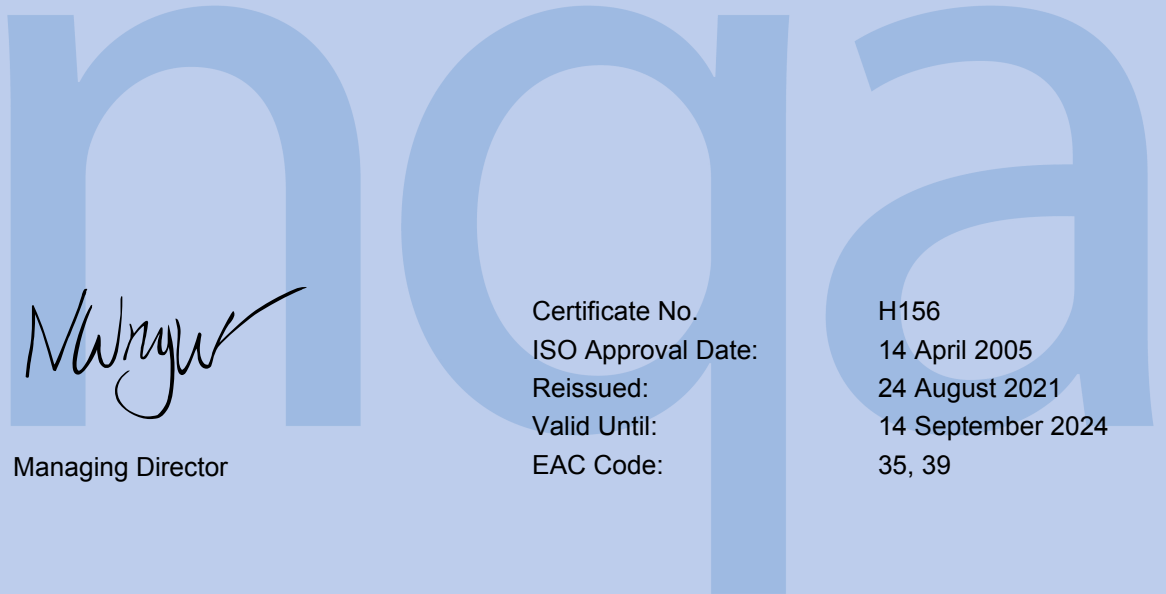 nqa
Certificate No. H156
ISO Approval Date: 14 April 2005
Reissued: 24 August 2021
Valid Until: 14 September 2024
Managing Director
EAC Code: 35, 39